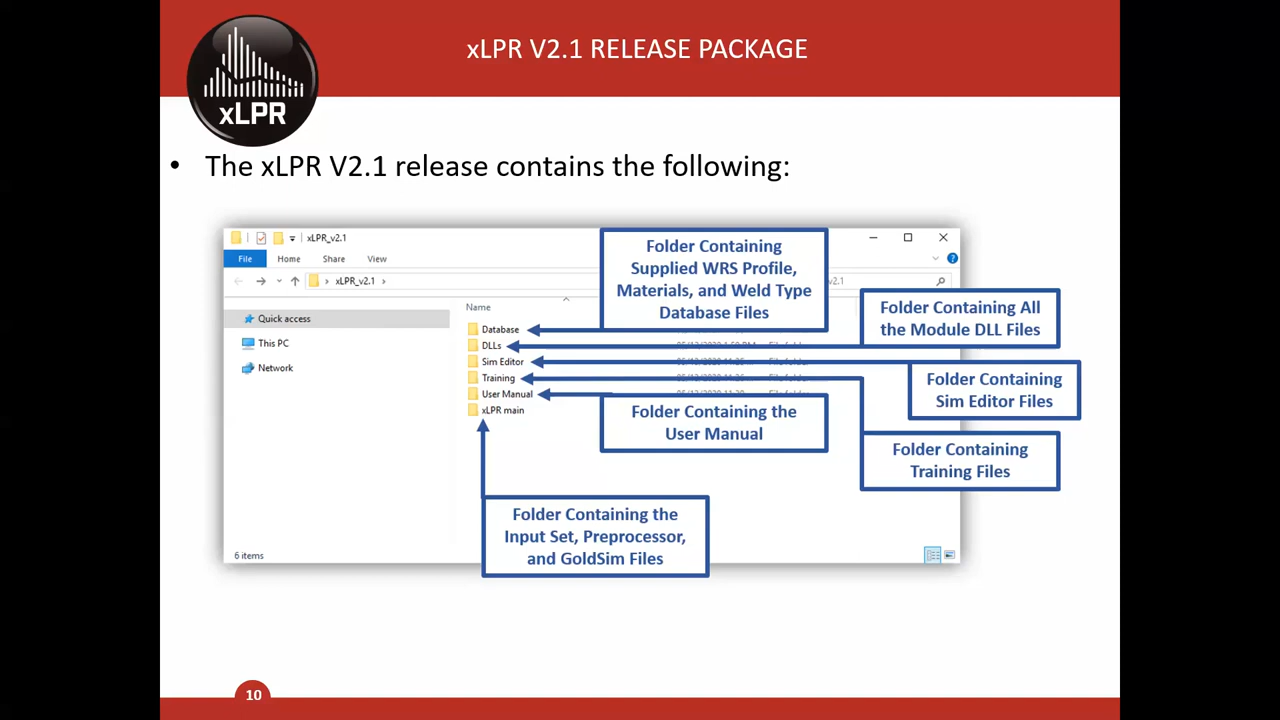 xLPR
xLPR V2.1 RELEASE PACKAGE
• The xLPR V2.1 release contains the following:
xLPR_v2.1
File Home Share View
xLPR_v2.1
v2.1
Quick access
This PC
Network
Name
Database
DLLs
Sim Editor
Training
User Manual
xLPR main
6 items
Folder Containing
Supplied WRS Profile,
Materials, and Weld Type
Database Files
Folder Containing All
the Module DLL Files
Folder Containing
Sim Editor Files
Folder Containing the
User Manual
Folder Containing
Training Files
Folder Containing the
Input Set, Preprocessor,
and GoldSim Files
10